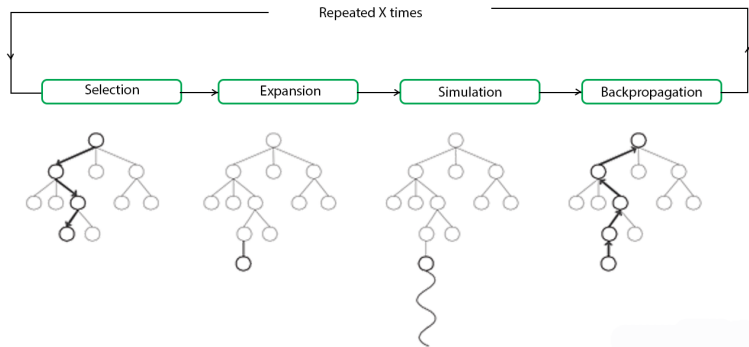 Repeated X times
Selection
Expansion
Simulation
Backpropagation